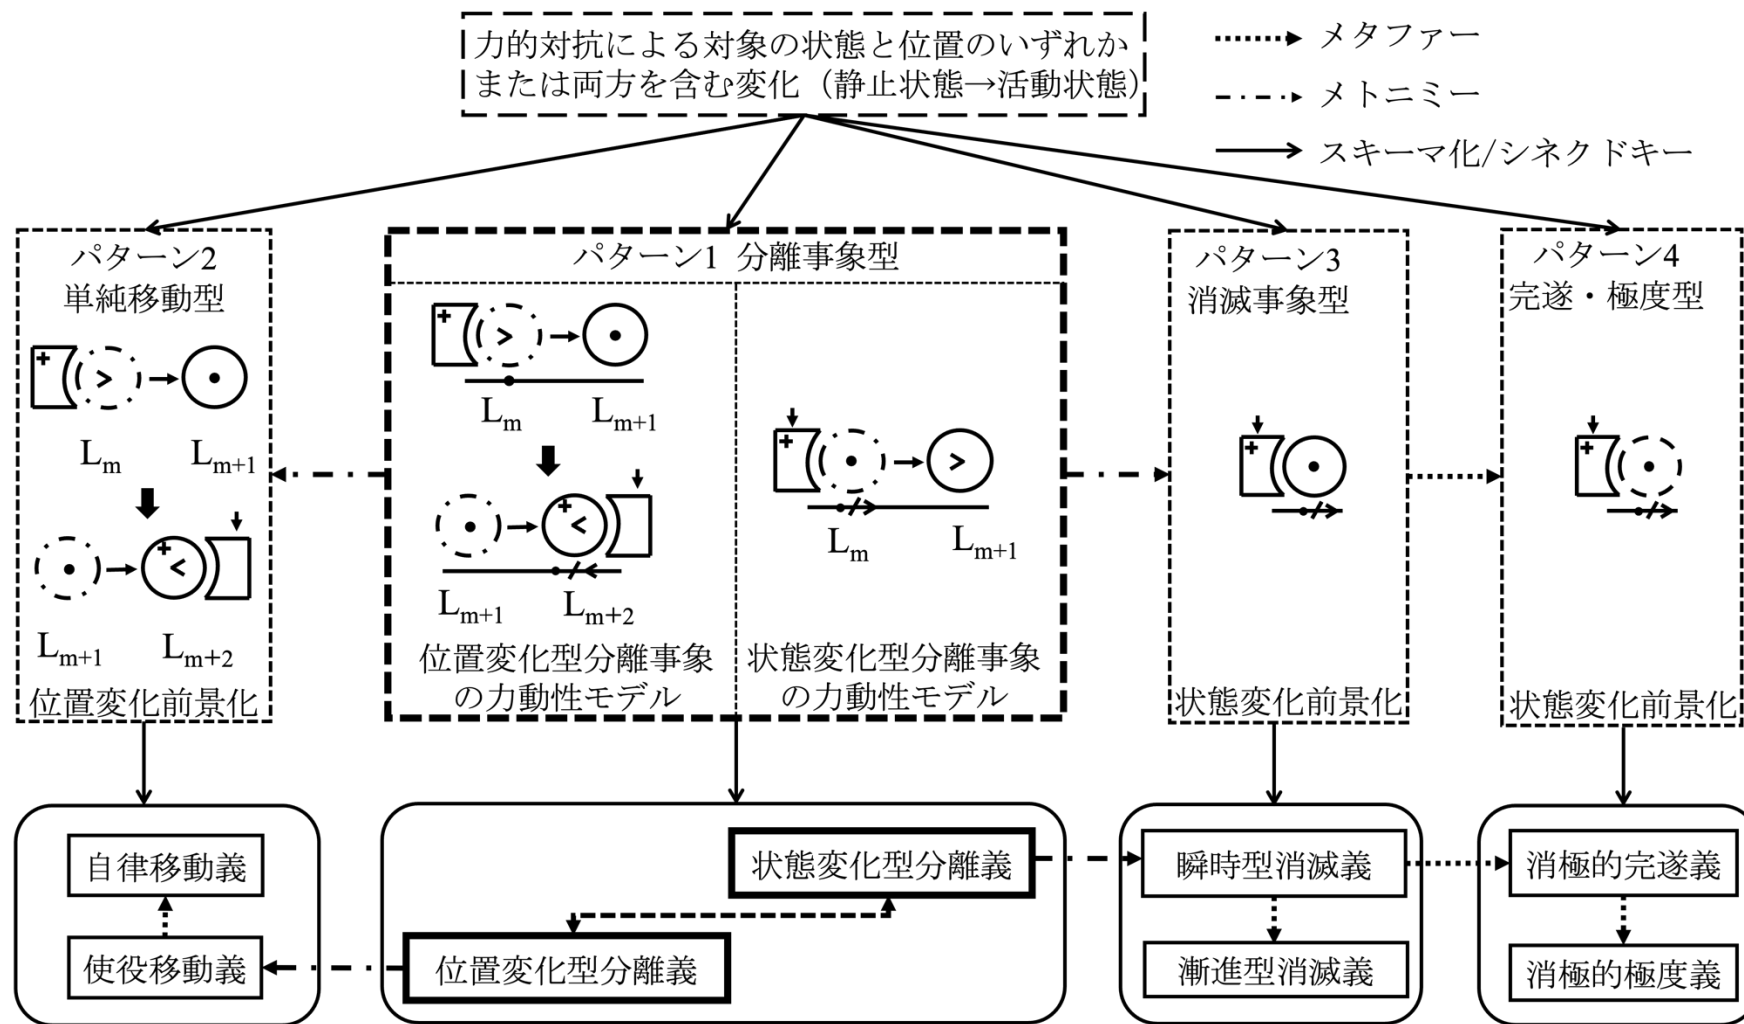 力的対抗による対象の状態と位置のいずれか
または両方を含む変化（静止状態→活動状態）
メタファー
メトニミー
スキーマ化/シネクドキー
パターン2
単純移動型
+
>
Lm
Lm+1
+
<
Lm+1
Lm+2
位置変化前景化
パターン1 分離事象型
+
>
Lm
Lm+1
+
<
Lm+1
Lm+2
位置変化型分離事象
の力動性モデル
+
>
Lm
Lm+1
状態変化型分離事象
の力動性モデル
パターン3
消滅事象型
+
状態変化前景化
パターン4
完遂・極度型
+
状態変化前景化
自律移動義
使役移動義
状態変化型分離義
位置変化型分離義
瞬時型消滅義
漸進型消滅義
消極的完遂義
消極的極度義